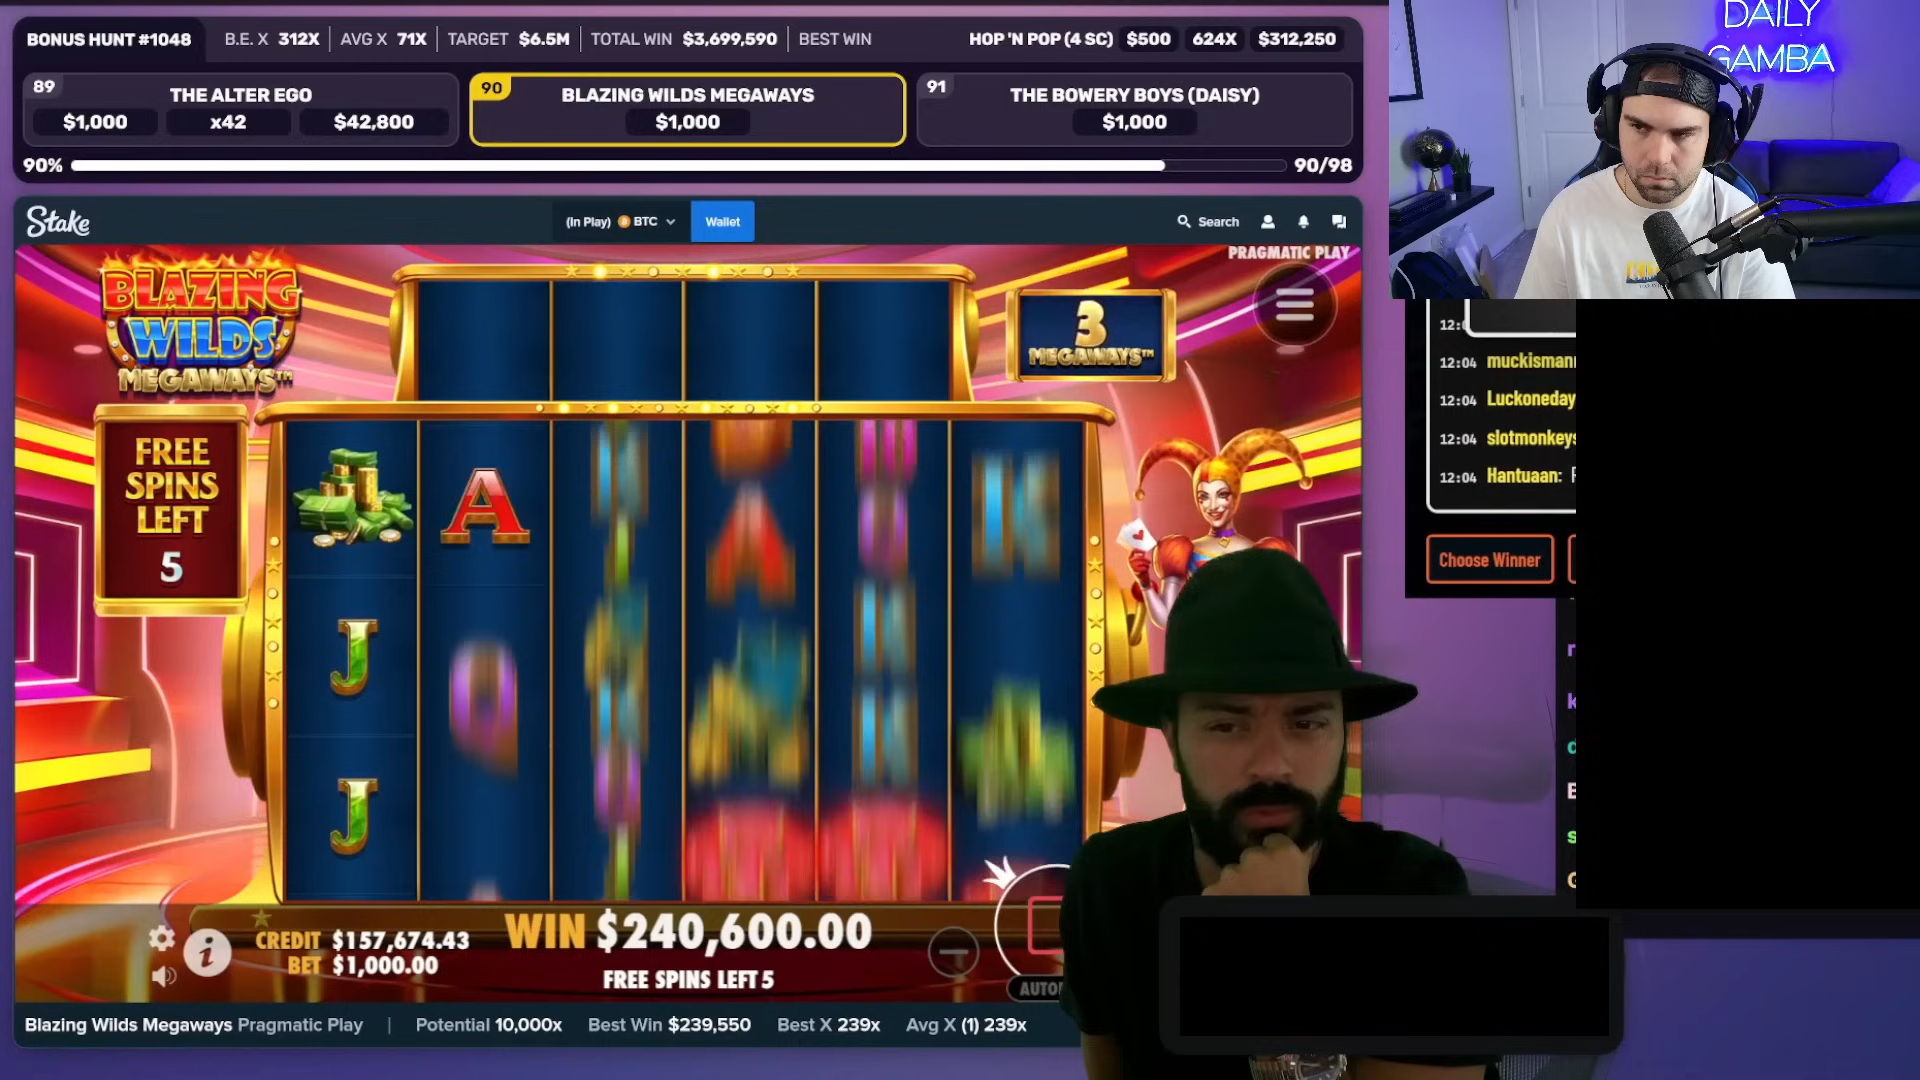 BONUS HUNT #1048
B.E. X 312X
AVG X 71X
TARGET $6.5M
TOTAL WIN $3,699,590
BEST WIN
HOP 'N POP (4 SC) $500 624X $312,250
89
THE ALTER EGO
$1,000 x42 $42,800
90
BLAZING WILDS MEGAWAYS
$1,000
91
THE BOWERY BOYS (DAISY)
$1,000
90%
90/98
DAILY
GAMBA
Stake
(In Play) BTC
Wallet
Search
PRAGMATIC PLAY
BLAZING
WILDS
MEGAWAYS™
3
MEGAWAYS™
FREE
SPINS
LEFT
5
A
J
Q
A
K
J
12:04 muckismann
12:04 Luckoneday
12:04 slotmonkeys
12:04 Hantuaan:
Choose Winner
CREDIT $157,674.43
BET $1,000.00
WIN $240,600.00
FREE SPINS LEFT 5
Blazing Wilds Megaways Pragmatic Play | Potential 10,000x Best Win $239,550 Best X 239x Avg X (1) 239x